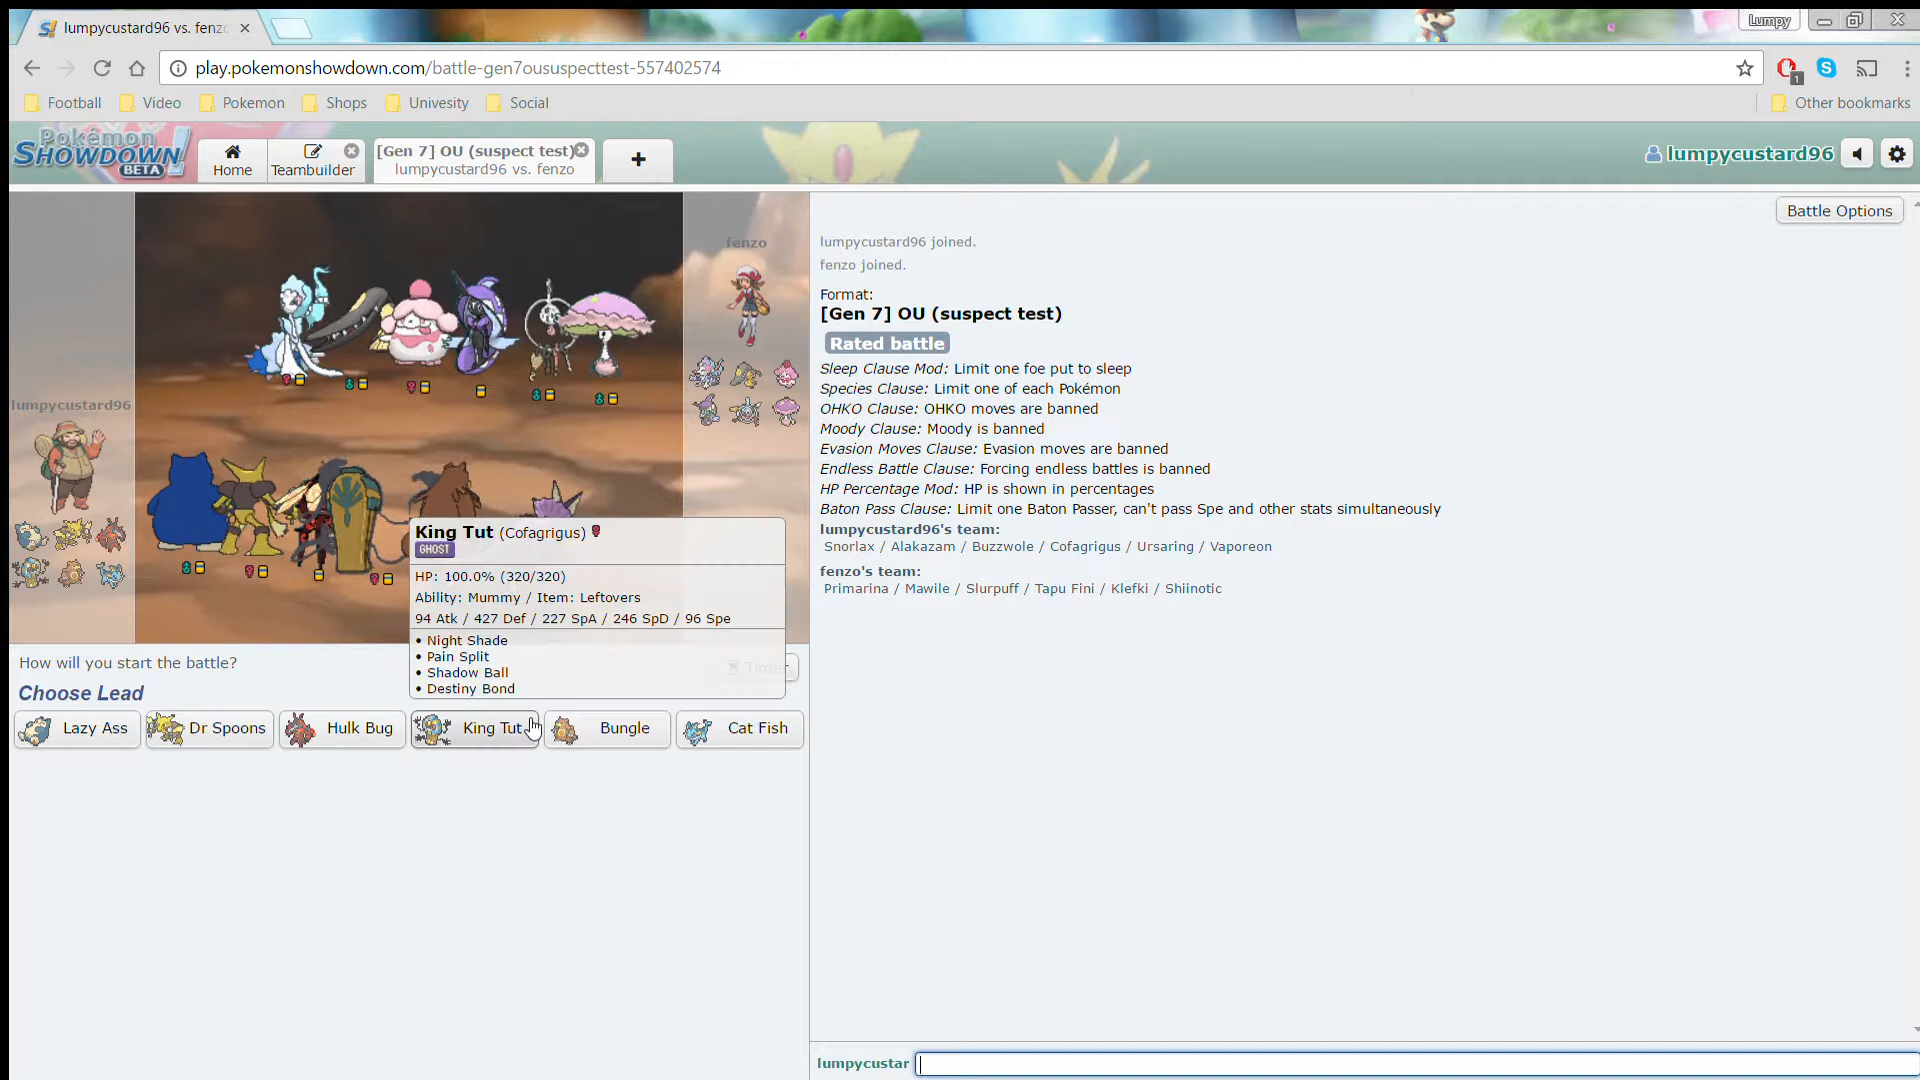 lumpycustard96 vs. fenzo
Lumpy
play.pokemonshowdown.com/battle-gen7oususpecttest-557402574
1
Football
Video
Pokemon
Shops
Univesity
Social
Other bookmarks
Pokémon
SHOWDOWN!
BETA
Home
Teambuilder
[Gen 7] OU (suspect test)
lumpycustard96 vs. fenzo
+
lumpycustard96
Battle Options
fenzo
lumpycustard96
lumpycustard96 joined.
fenzo joined.
Format:
[Gen 7] OU (suspect test)
Rated battle
Sleep Clause Mod: Limit one foe put to sleep
Species Clause: Limit one of each Pokémon
OHKO Clause: OHKO moves are banned
Moody Clause: Moody is banned
Evasion Moves Clause: Evasion moves are banned
Endless Battle Clause: Forcing endless battles is banned
HP Percentage Mod: HP is shown in percentages
Baton Pass Clause: Limit one Baton Passer, can't pass Spe and other stats simultaneously
lumpycustard96's team:
Snorlax / Alakazam / Buzzwole / Cofagrigus / Ursaring / Vaporeon
fenzo's team:
Primarina / Mawile / Slurpuff / Tapu Fini / Klefki / Shiinotic
King Tut (Cofagrigus)
GHOST
HP: 100.0% (320/320)
Ability: Mummy / Item: Leftovers
94 Atk / 427 Def / 227 SpA / 246 SpD / 96 Spe
• Night Shade
• Pain Split
• Shadow Ball
• Destiny Bond
How will you start the battle?
Timer
Choose Lead
Lazy Ass
Dr Spoons
Hulk Bug
King Tut
Bungle
Cat Fish
lumpycustar